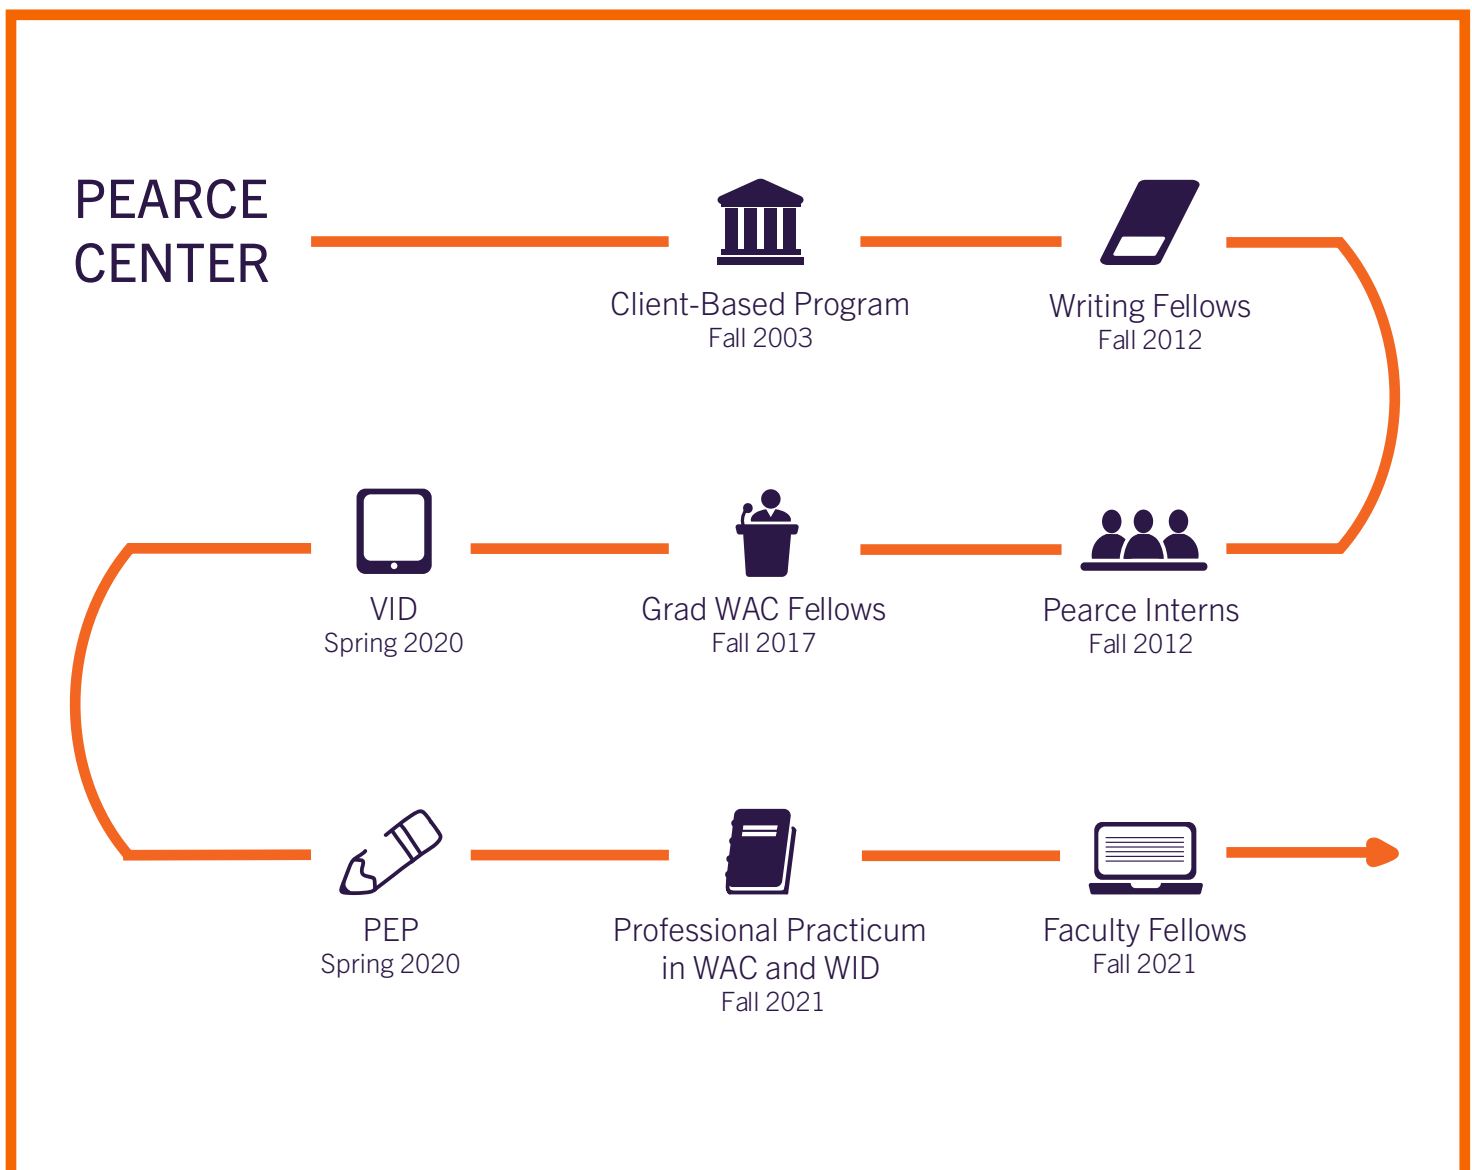 PEARCE
CENTER
Client-Based Program
Fall 2003
Writing Fellows
Fall 2012
VID
Spring 2020
Grad WAC Fellows
Fall 2017
Pearce Interns
Fall 2012
PEP
Spring 2020
Professional Practicum
in WAC and WID
Fall 2021
Faculty Fellows
Fall 2021